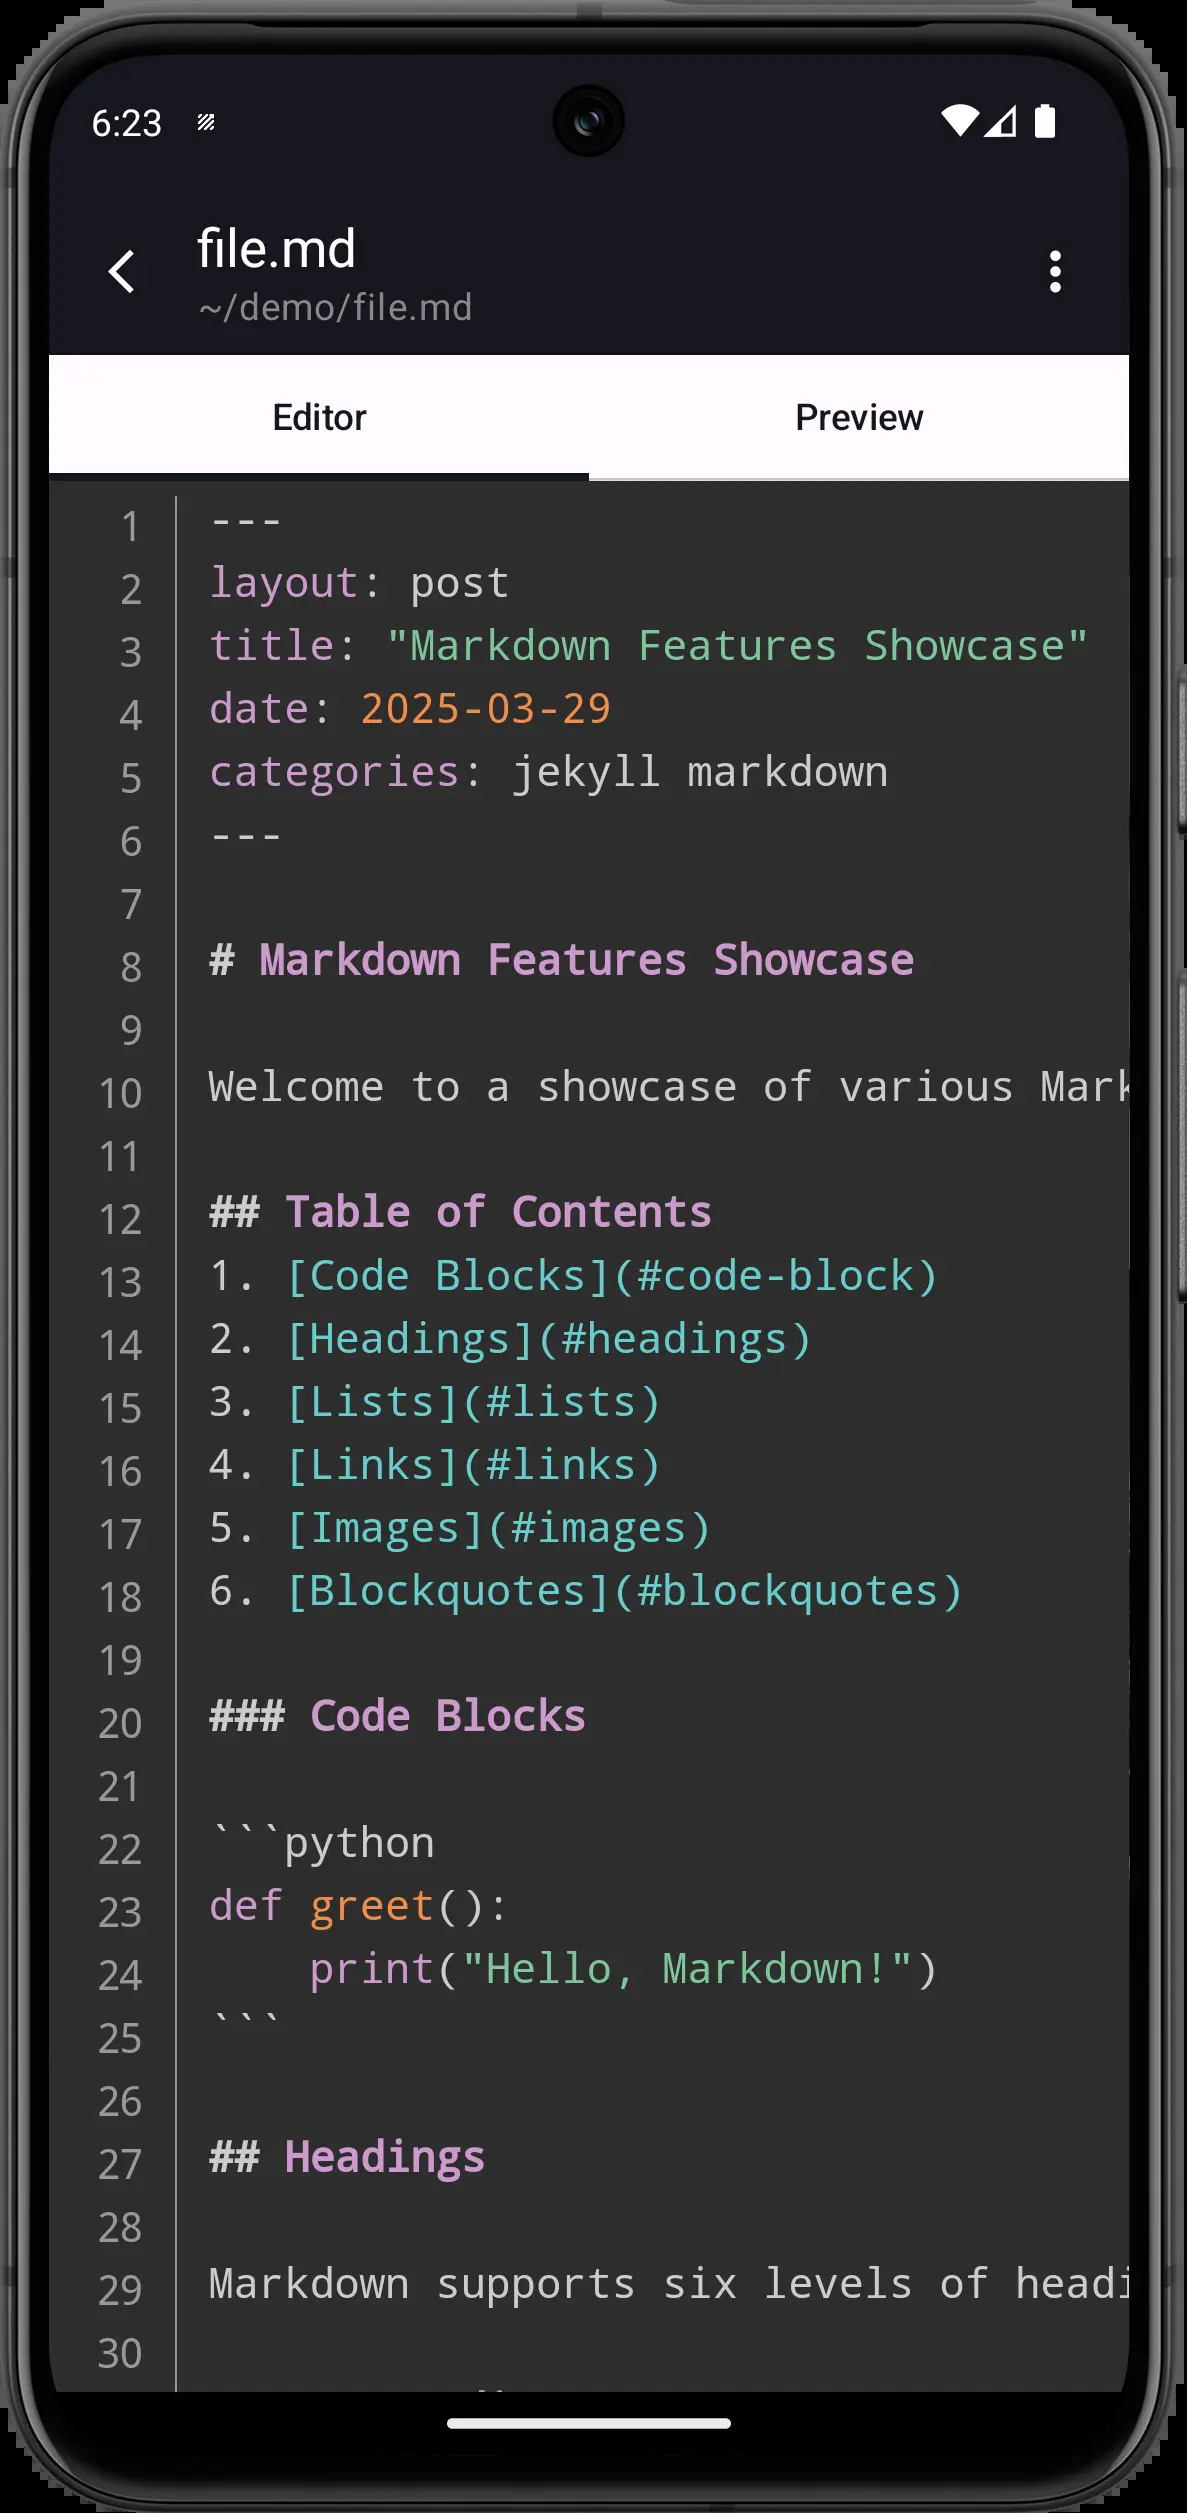 6:23
file.md
~/demo/file.md
Editor Preview
1 ---
2 layout: post
3 title: "Markdown Features Showcase"
4 date: 2025-03-29
5 categories: jekyll markdown
6 ---
7
8 # Markdown Features Showcase
9
10 Welcome to a showcase of various Mark
11
12 ## Table of Contents
13 1. [Code Blocks](#code-block)
14 2. [Headings](#headings)
15 3. [Lists](#lists)
16 4. [Links](#links)
17 5. [Images](#images)
18 6. [Blockquotes](#blockquotes)
19
20 ### Code Blocks
21
22 ```python
23 def greet():
24     print("Hello, Markdown!")
25 ```
26
27 ## Headings
28
29 Markdown supports six levels of headi
30